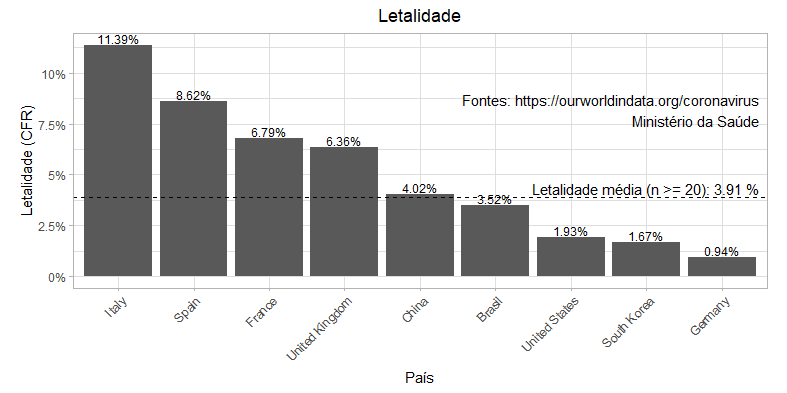 Letalidade
11.39%
8.62%
6.79%
6.36%
4.02%
3.52%
1.93%
1.67%
0.94%
Fontes: https://ourworldindata.org/coronavirus
Ministério da Saúde
Letalidade média (n >= 20): 3.91 %
Letalidade (CFR)
10%
7.5%
5%
2.5%
0%
Italy
Spain
France
United Kingdom
China
Brasil
United States
South Korea
Germany
País